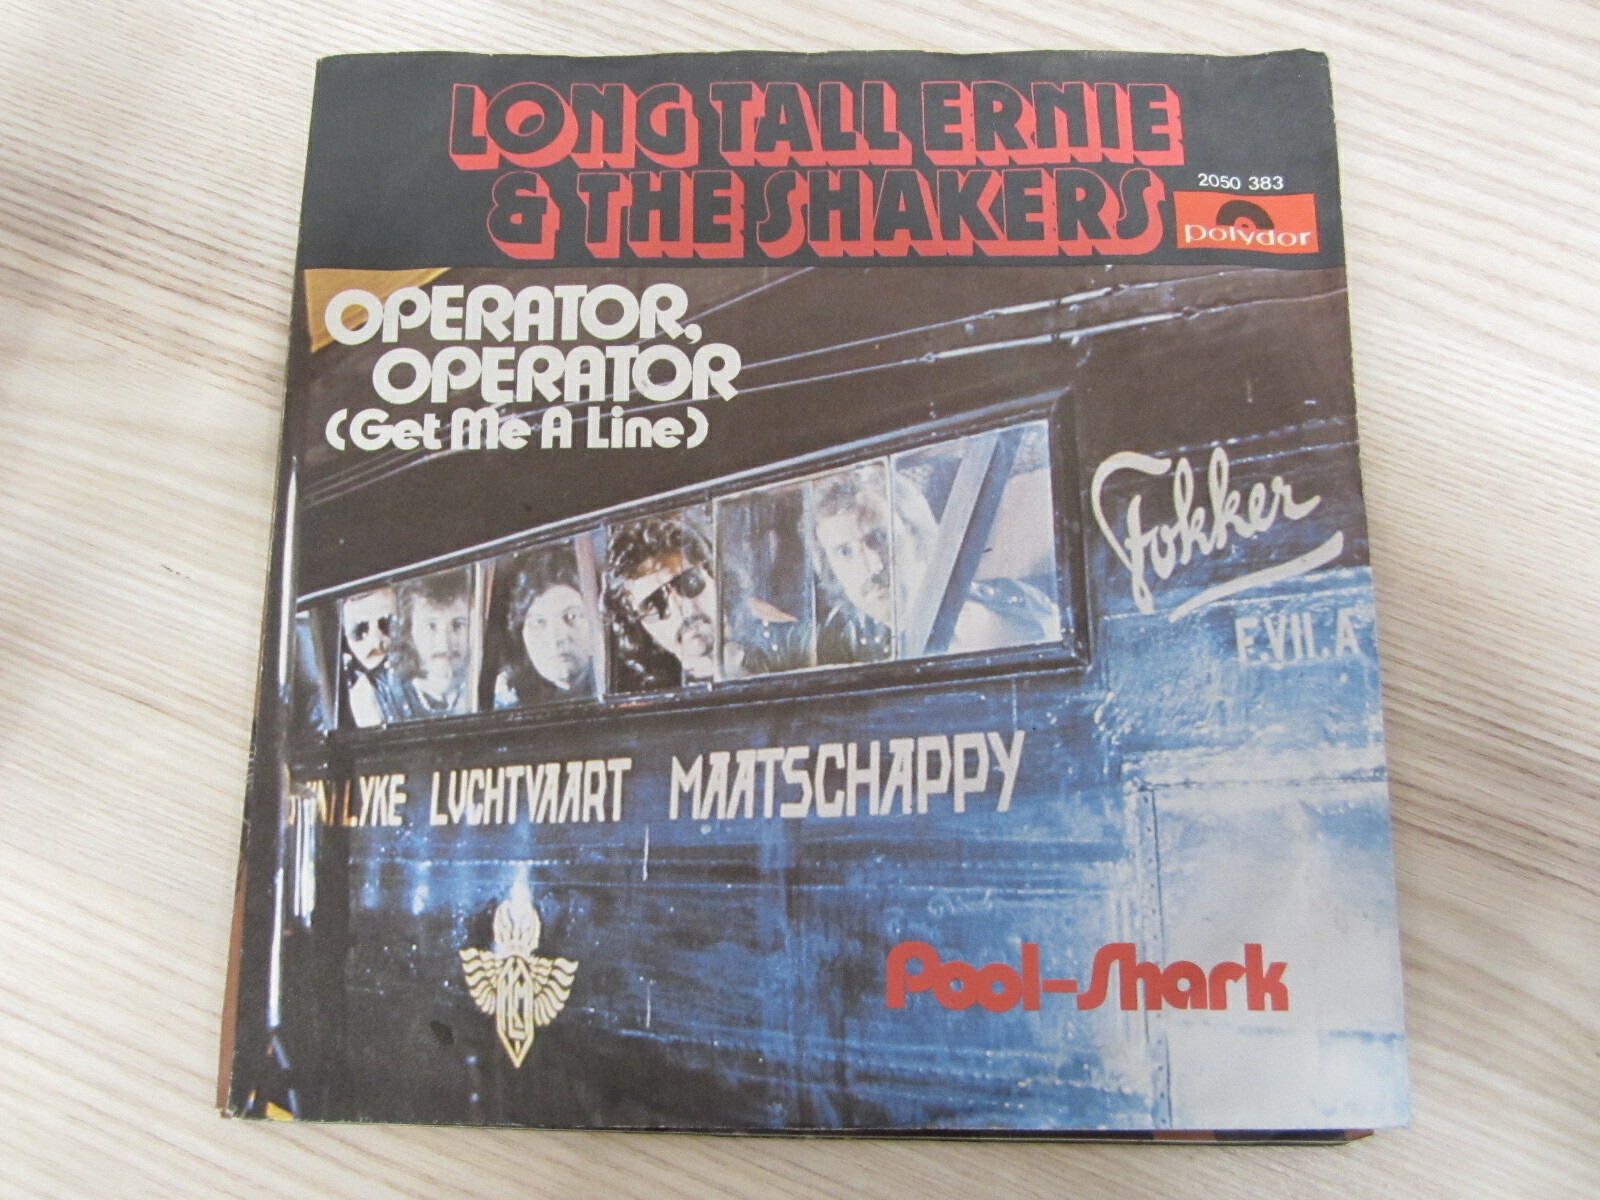 LONG TALL ERNIE
& THE SHAKERS
2050 383
polydor
OPERATOR,
OPERATOR
(Get Me A Line)
Fokker
F.VII.A
LYKE LUCHTVAART MAATSCHAPPY
KLM
Pool-Shark